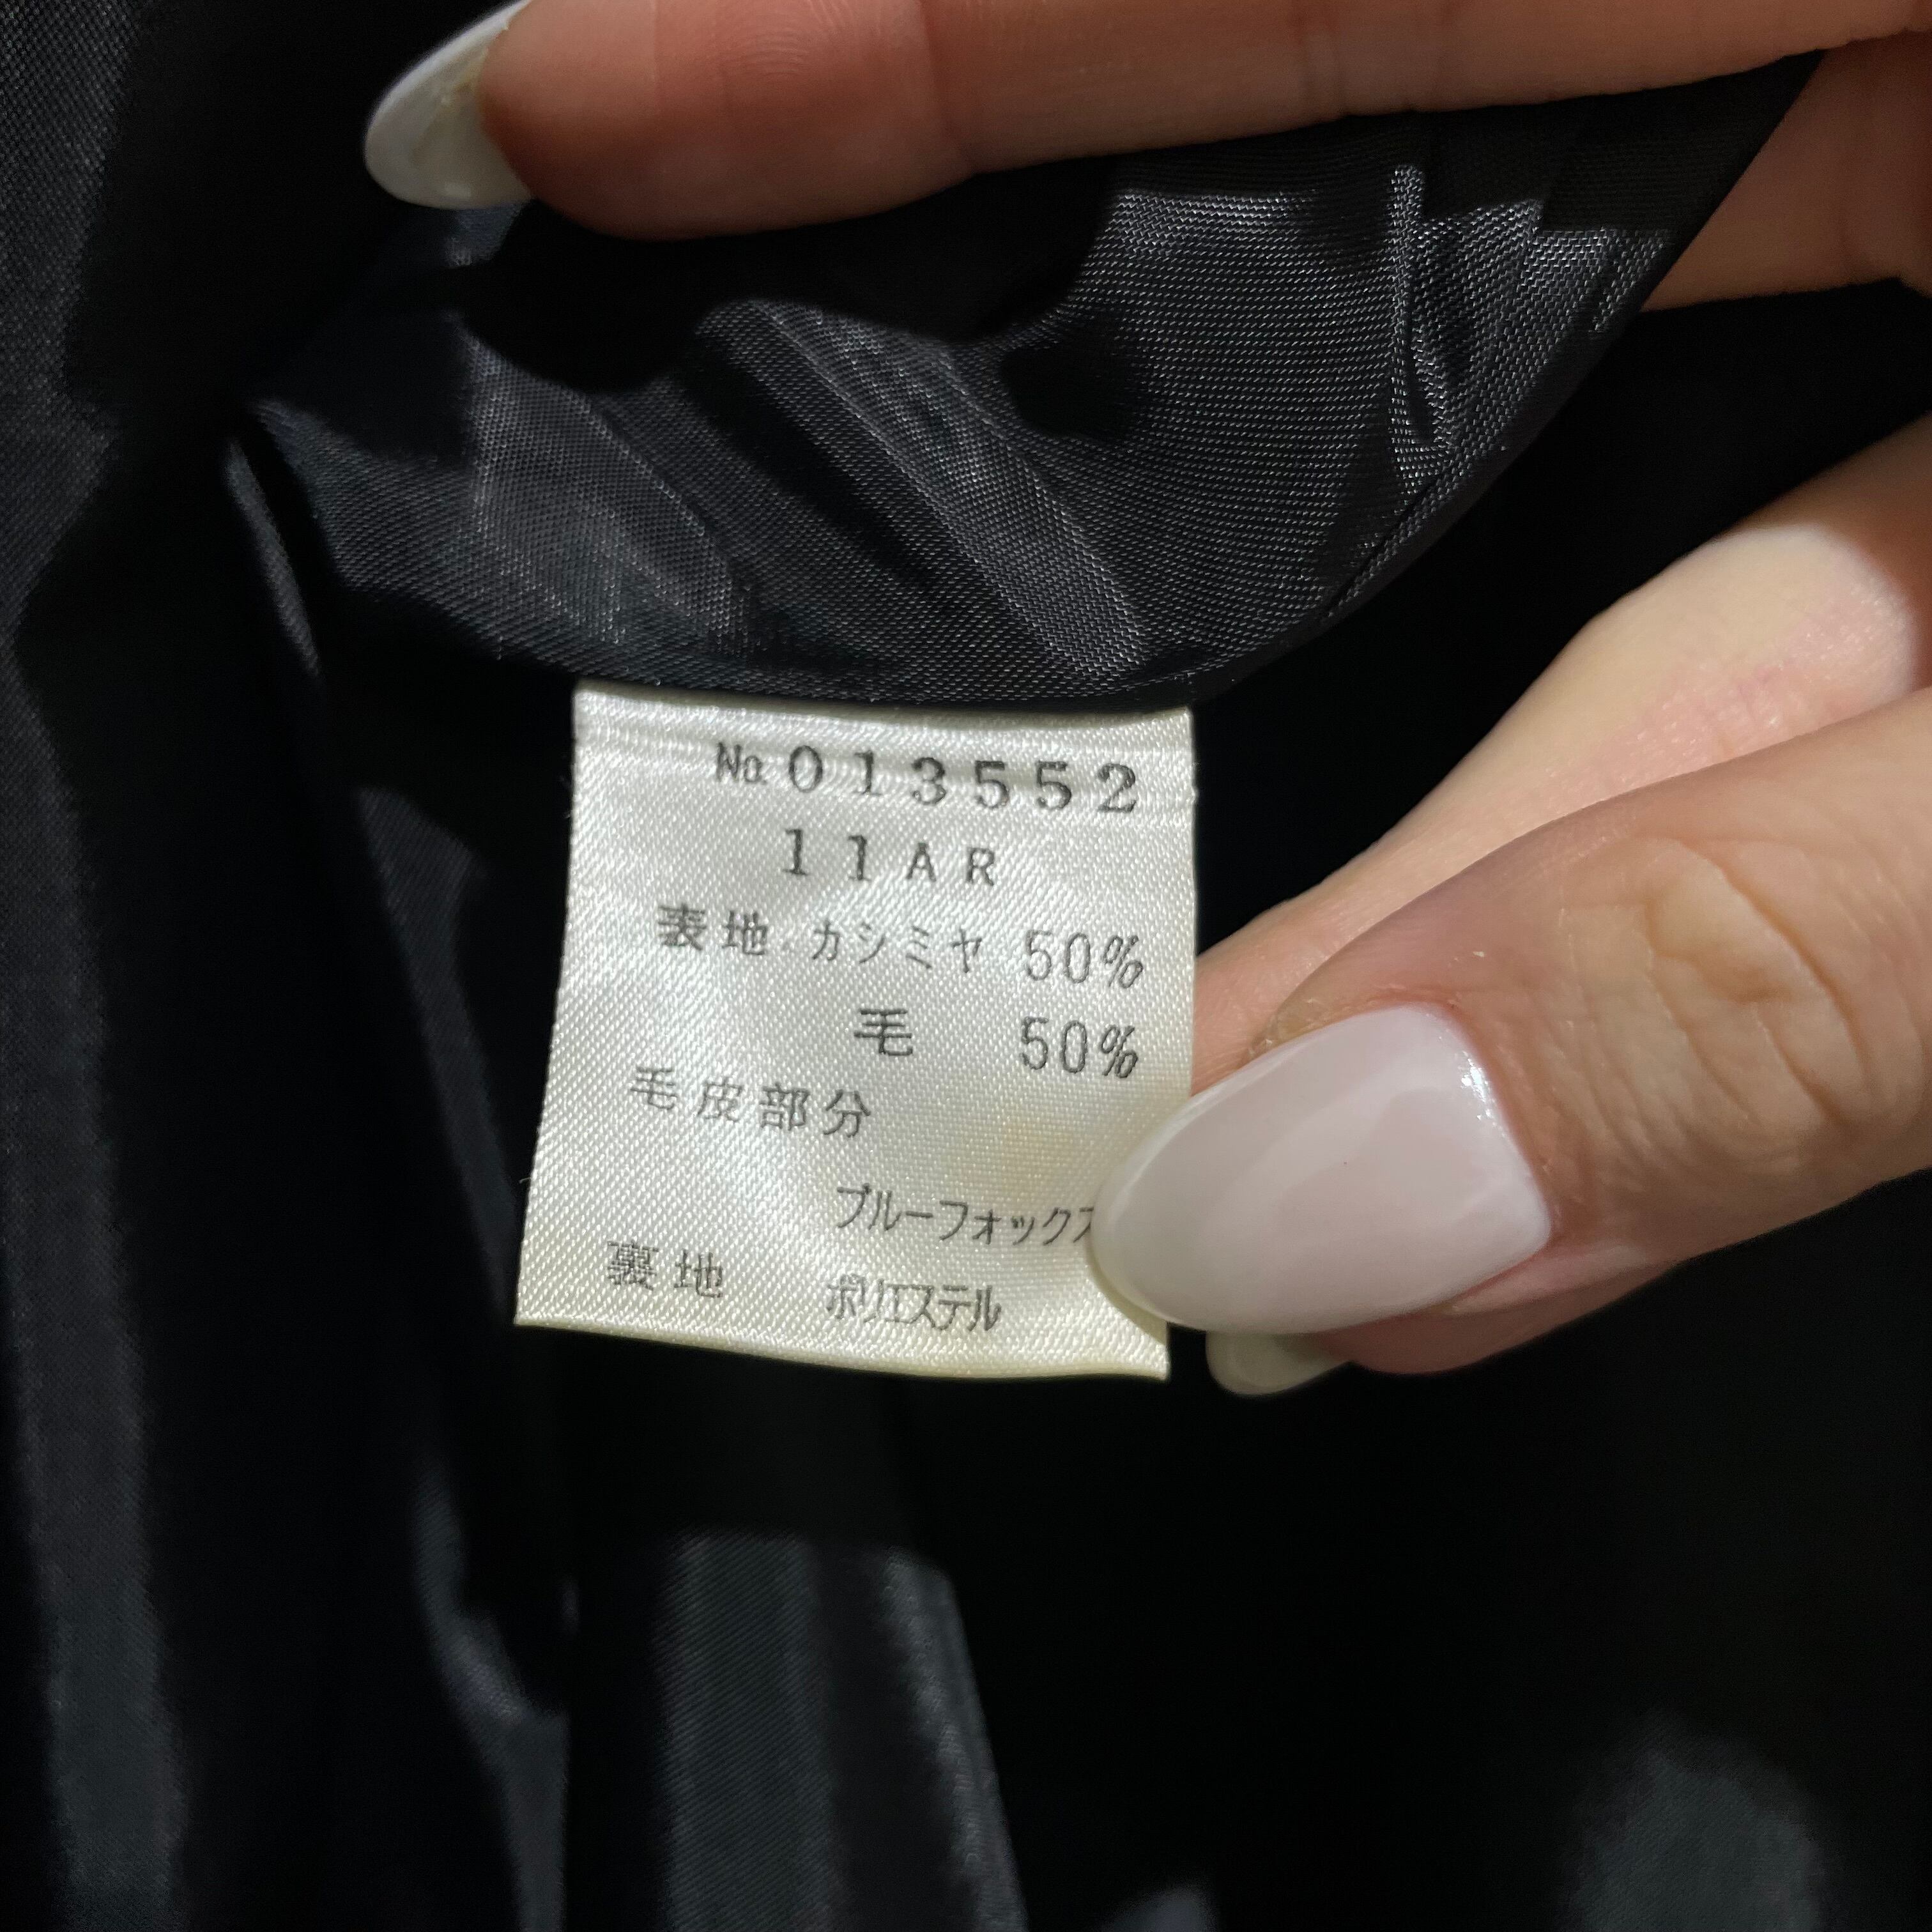 №013552
11AR
表地 カシミヤ 50%
毛 50%
毛皮部分
ブルーフォックス
裏地 ポリエステル